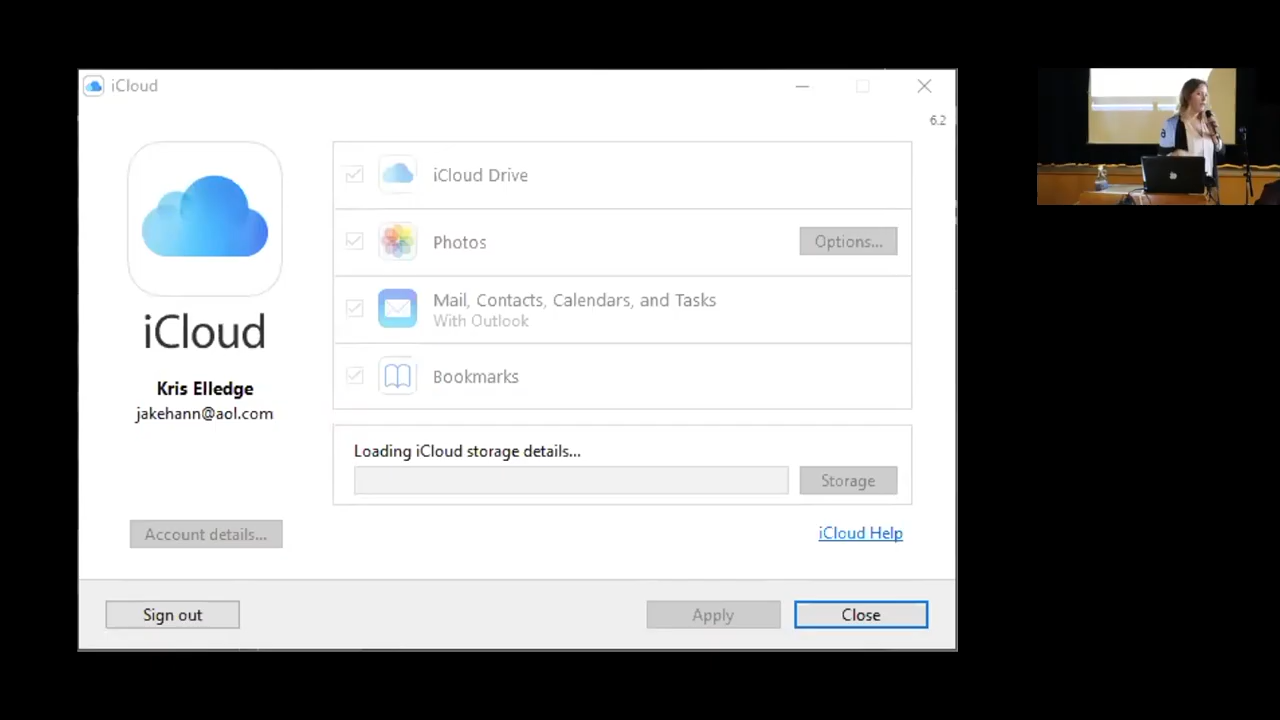 iCloud
6.2
iCloud
Kris Elledge
jakehann@aol.com
Account details...
iCloud Drive
Photos
Options...
Mail, Contacts, Calendars, and Tasks
With Outlook
Bookmarks
Loading iCloud storage details...
Storage
iCloud Help
Sign out
Apply
Close